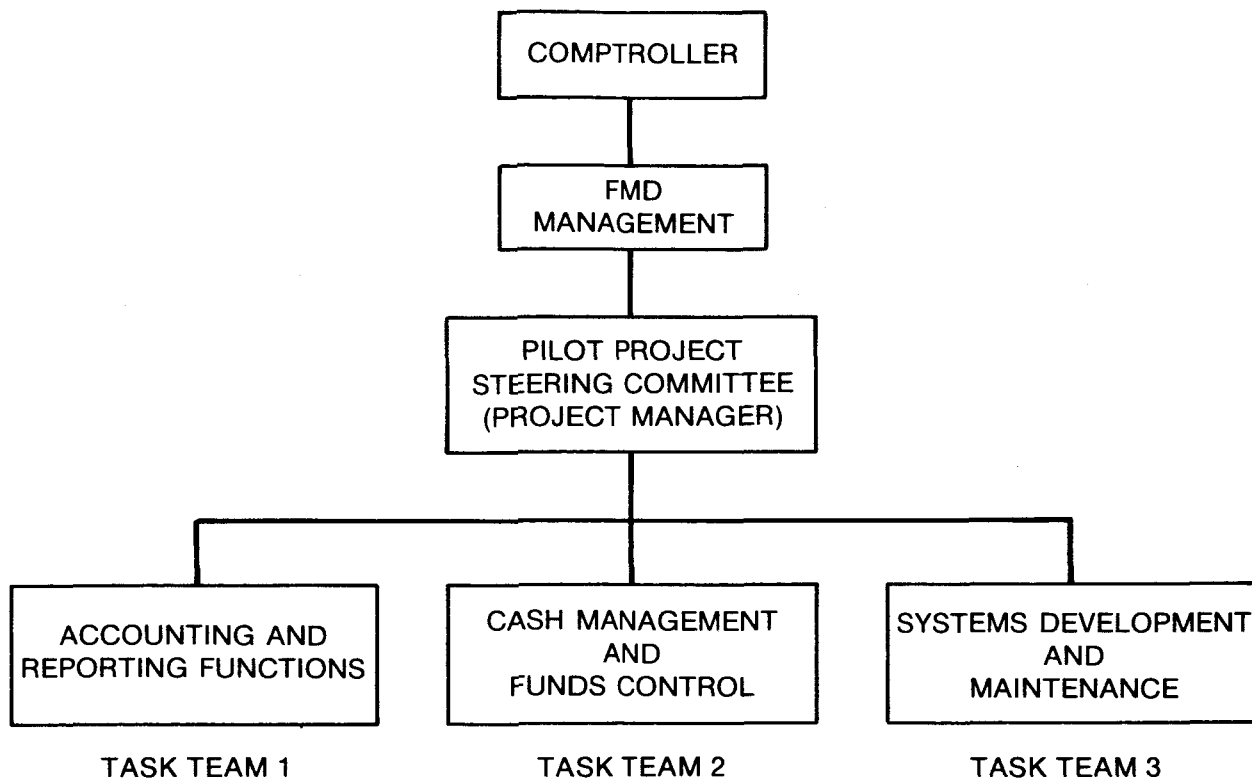 COMPTROLLER
FMD
MANAGEMENT
PILOT PROJECT
STEERING COMMITTEE
(PROJECT MANAGER)
ACCOUNTING AND
REPORTING FUNCTIONS
CASH MANAGEMENT
AND
FUNDS CONTROL
SYSTEMS DEVELOPMENT
AND
MAINTENANCE
TASK TEAM 1
TASK TEAM 2
TASK TEAM 3